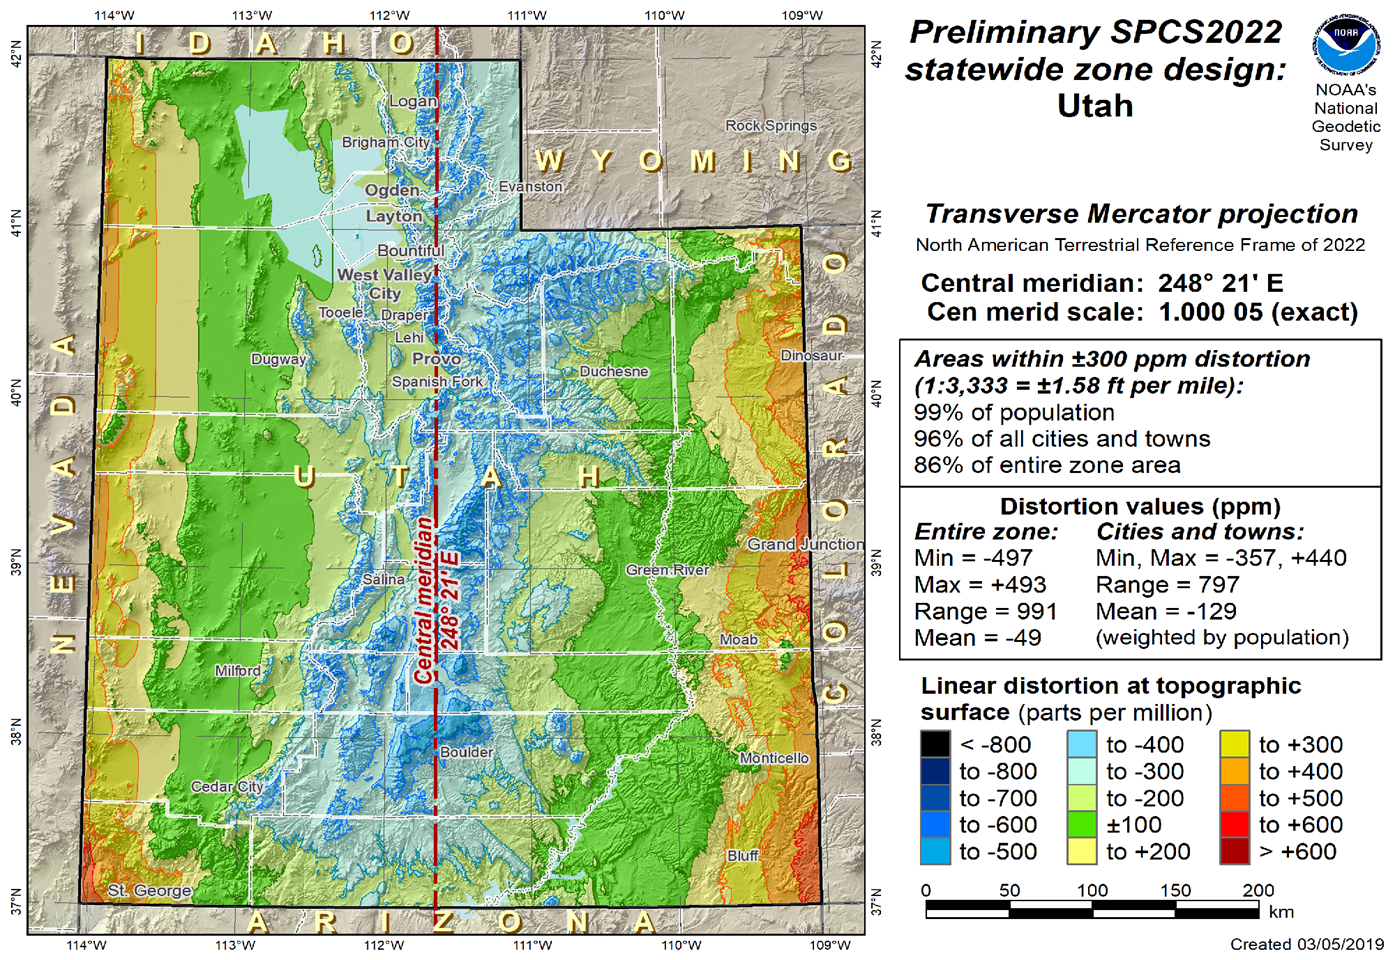 114°W
113°W
112°W
111°W
110°W
109°W
42°N
42°N
I D A H O
Logan
Brigham City
Rock Springs
W Y O M I N G
Ogden
Evanston
Layton
41°N
41°N
Bountiful
West Valley
City
Tooele
Draper
Lehi
Dugway
Provo
Dinosaur
Spanish Fork
Duchesne
40°N
40°N
N E V A D A
C O L O R A D O
U T A H
Central meridian
248° 21' E
Grand Junction
39°N
39°N
Salina
Green River
Moab
Milford
38°N
38°N
Boulder
Monticello
Cedar City
Bluff
St. George
37°N
37°N
A R I Z O N A
114°W
113°W
112°W
111°W
110°W
109°W
Preliminary SPCS2022
statewide zone design:
Utah
NOAA
NOAA's
National
Geodetic
Survey
Transverse Mercator projection
North American Terrestrial Reference Frame of 2022
Central meridian: 248° 21' E
Cen merid scale: 1.000 05 (exact)
Areas within ±300 ppm distortion
(1:3,333 = ±1.58 ft per mile):
99% of population
96% of all cities and towns
86% of entire zone area
Distortion values (ppm)
Entire zone: Cities and towns:
Min = -497 Min, Max = -357, +440
Max = +493 Range = 797
Range = 991 Mean = -129
Mean = -49 (weighted by population)
Linear distortion at topographic
surface (parts per million)
< -800 to -400 to +300
to -800 to -300 to +400
to -700 to -200 to +500
to -600 ±100 to +600
to -500 to +200 > +600
0 50 100 150 200
km
Created 03/05/2019